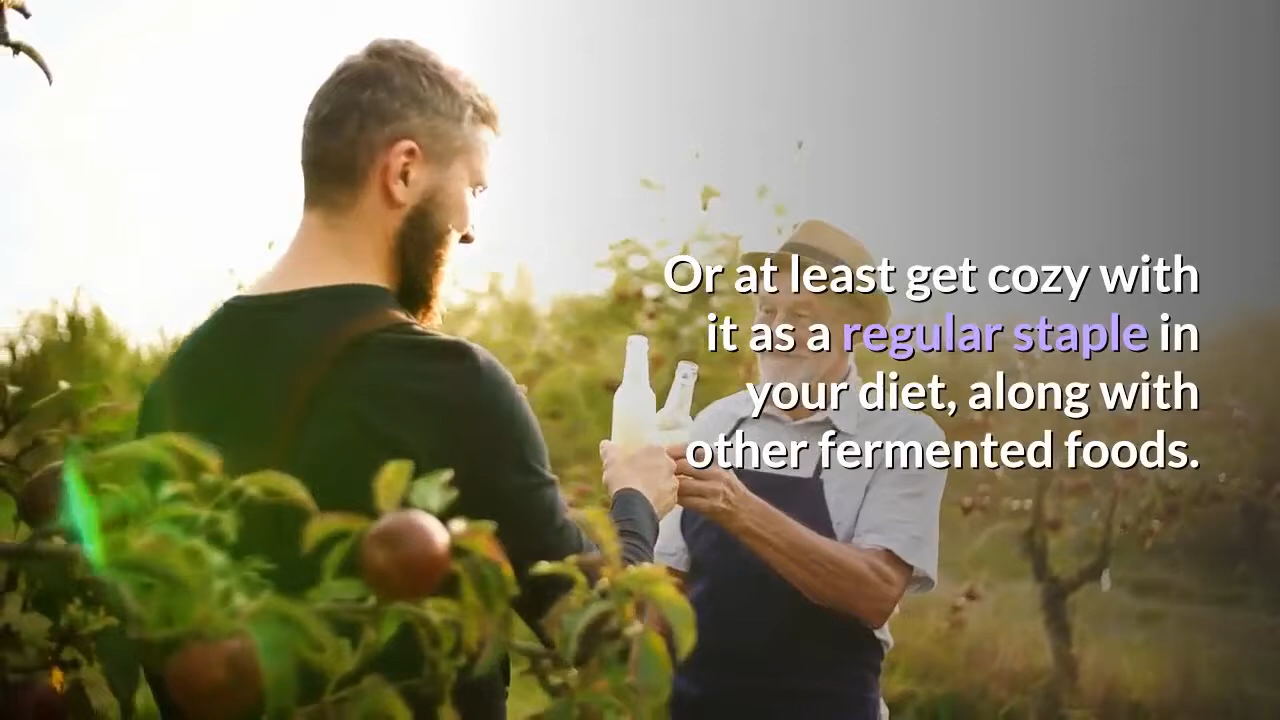 Or at least get cozy with
it as a regular staple in
your diet, along with
other fermented foods.